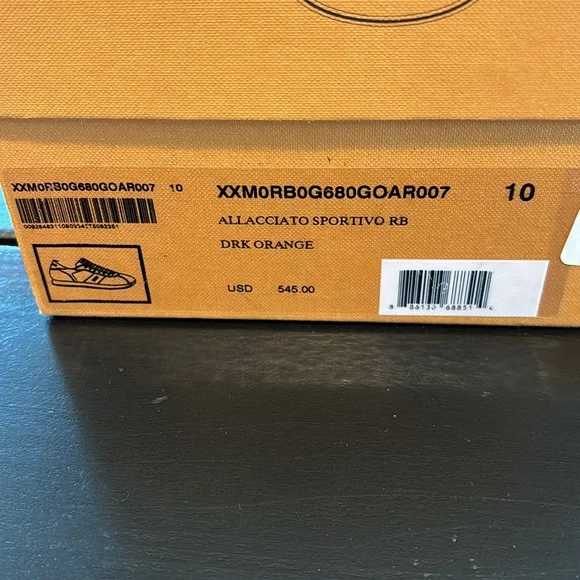 XXM0RB0G680GOAR007 10
XXM0RB0G680GOAR007 10
ALLACCIATO SPORTIVO RB
DRK ORANGE
USD 545.00